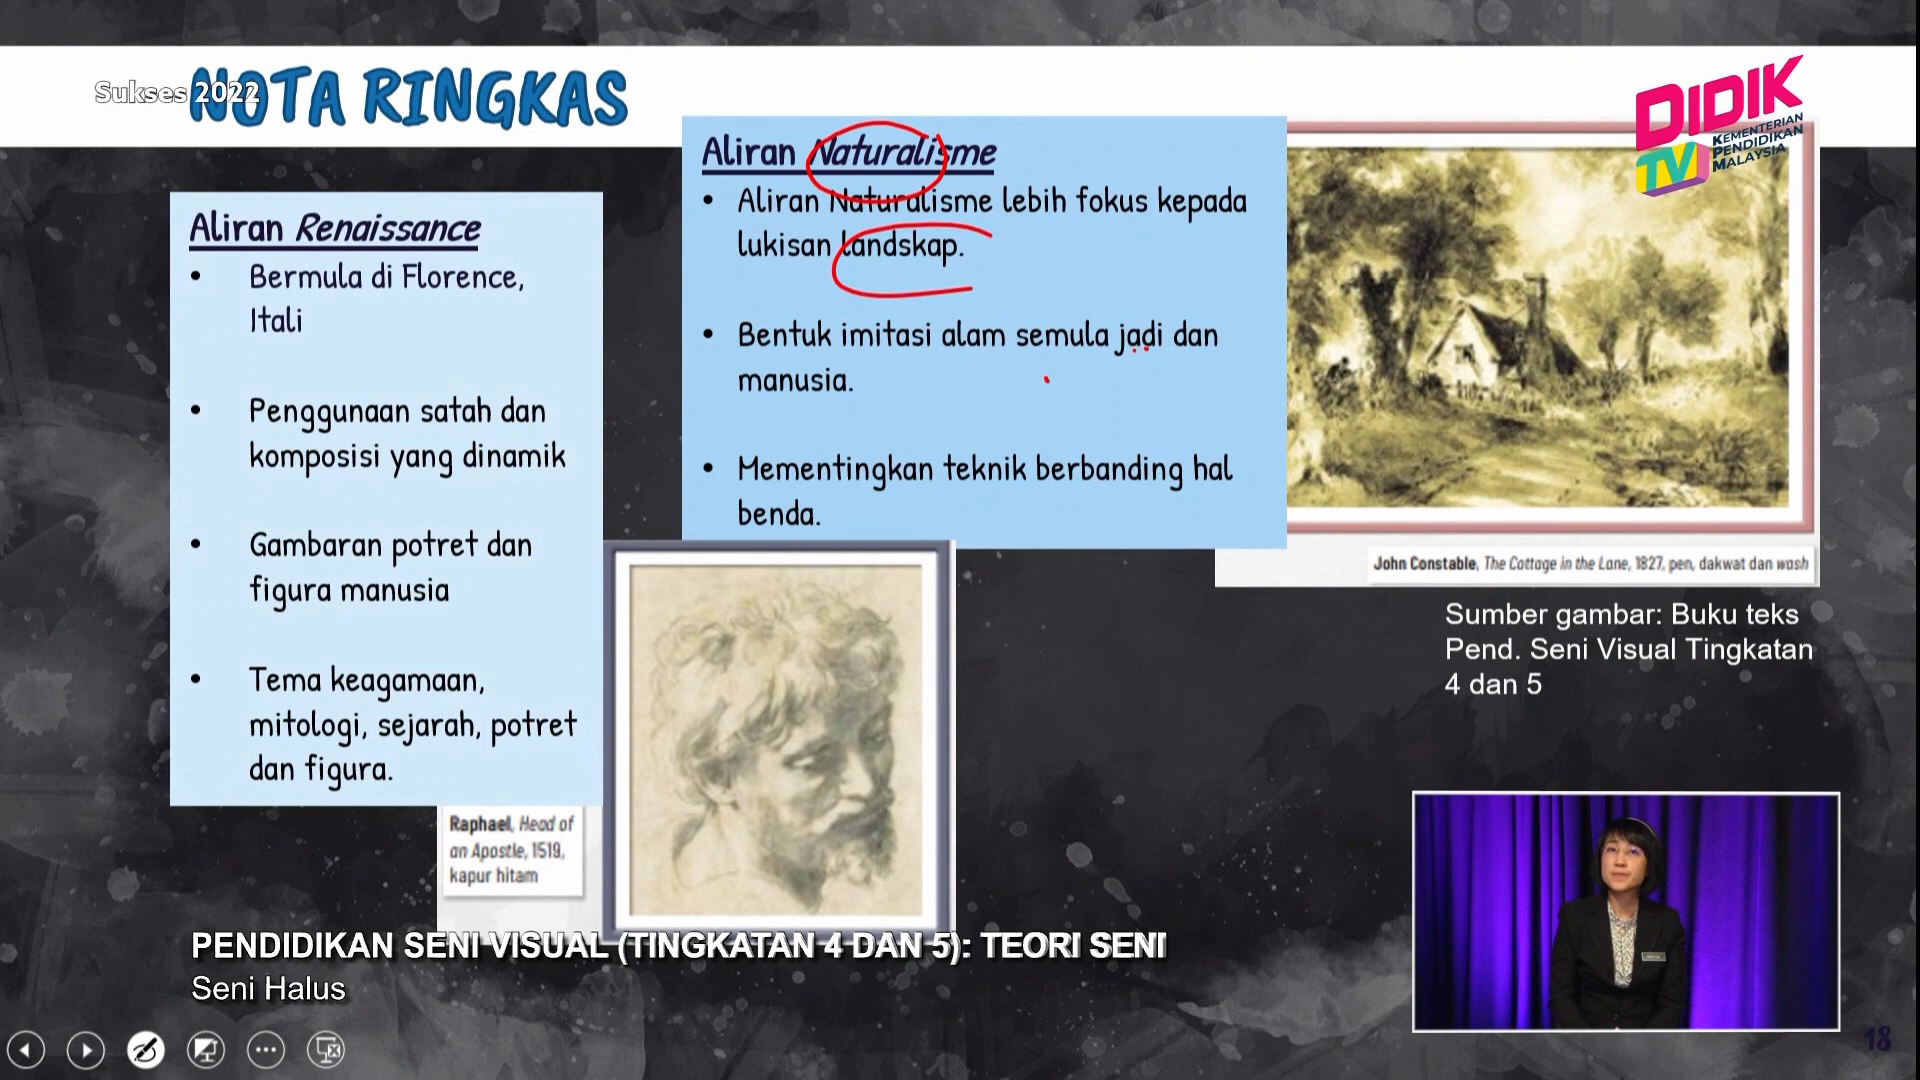 Sukses 2022
NOTA RINGKAS
DIDIK
TV
KEMENTERIAN
PENDIDIKAN
MALAYSIA
Aliran Renaissance
• Bermula di Florence,
Itali
• Penggunaan satah dan
komposisi yang dinamik
• Gambaran potret dan
figura manusia
• Tema keagamaan,
mitologi, sejarah, potret
dan figura.
Aliran Naturalisme
• Aliran Naturalisme lebih fokus kepada
lukisan landskap.
• Bentuk imitasi alam semula jadi dan
manusia.
• Mementingkan teknik berbanding hal
benda.
John Constable, The Cottage in the Lane, 1827, pen, dakwat dan wash
Sumber gambar: Buku teks
Pend. Seni Visual Tingkatan
4 dan 5
Raphael, Head of
an Apostle, 1519,
kapur hitam
PENDIDIKAN SENI VISUAL (TINGKATAN 4 DAN 5): TEORI SENI
Seni Halus
18